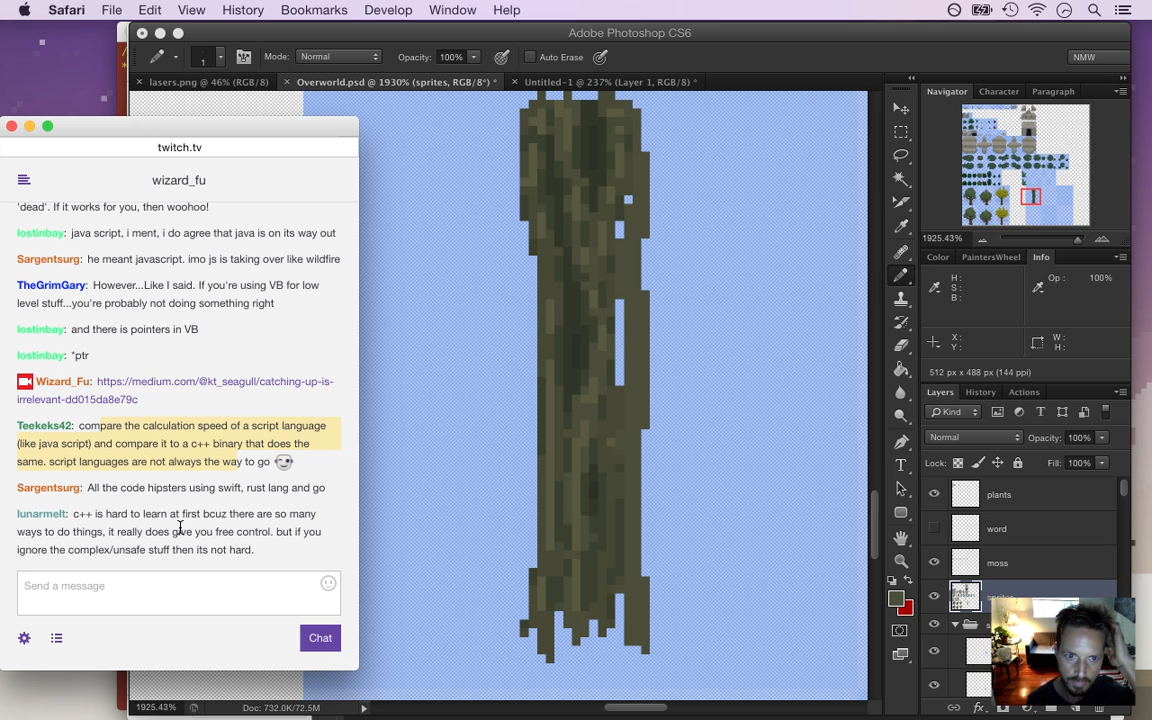 Safari File Edit View History Bookmarks Develop Window Help
Adobe Photoshop CS6
1 Mode: Normal Opacity: 100% Auto Erase NMW
lasers.png @ 46% (RGB/8) Overworld.psd @ 1930% (sprites, RGB/8*) * Untitled-1 @ 237% (Layer 1, RGB/8) *
twitch.tv
wizard_fu
'dead'. If it works for you, then woohoo!
lostinbay: java script, i ment, i do agree that java is on its way out
Sargentsurg: he meant javascript. imo js is taking over like wildfire
TheGrimGary: However...Like I said. If you're using VB for low
level stuff...you're probably not doing something right
lostinbay: and there is pointers in VB
lostinbay: *ptr
Wizard_Fu: https://medium.com/@kt_seagull/catching-up-is-
irrelevant-dd015da8e79c
Teekeks42: compare the calculation speed of a script language
(like java script) and compare it to a c++ binary that does the
same. script languages are not always the way to go
Sargentsurg: All the code hipsters using swift, rust lang and go
lunarmelt: c++ is hard to learn at first bcuz there are so many
ways to do things, it really does give you free control. but if you
ignore the complex/unsafe stuff then its not hard.
Send a message
Chat
Navigator Character Paragraph
1925.43%
Color PaintersWheel Info
H: Op: 100%
S:
B:
X: W:
Y: H:
512 px x 488 px (144 ppi)
Layers History Actions
Kind
Normal Opacity: 100%
Lock: Fill: 100%
plants
word
moss
1925.43% Doc: 732.0K/72.5M
fx